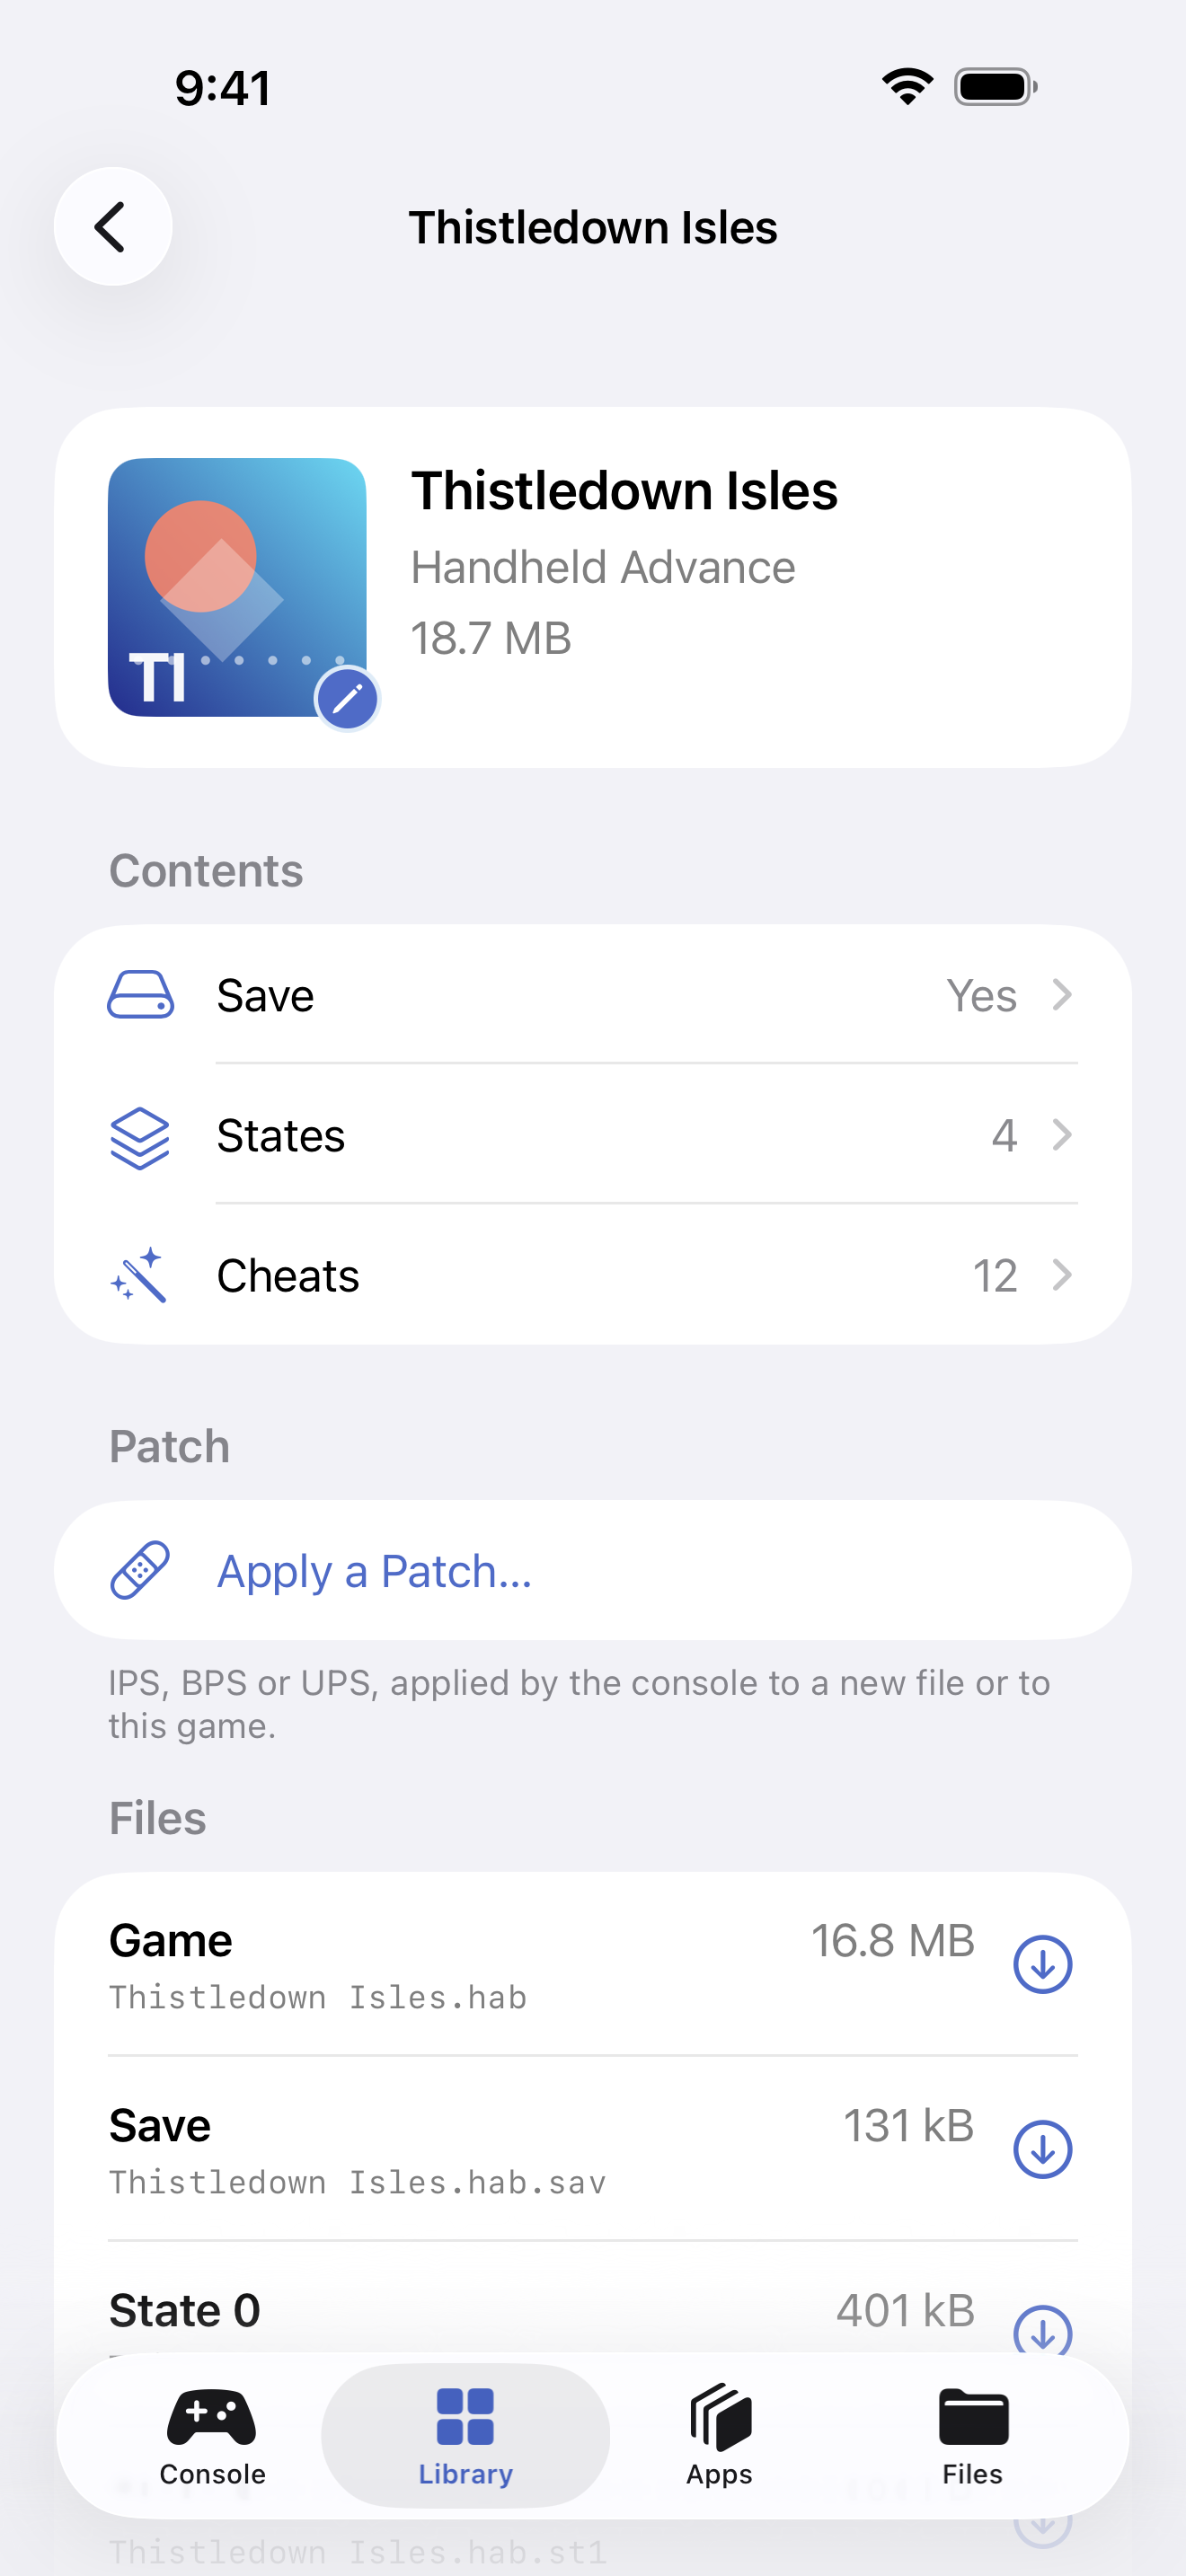 9:41
Thistledown Isles
Thistledown Isles
Handheld Advance
18.7 MB
TI
Contents
Save Yes
States 4
Cheats 12
Patch
Apply a Patch...
IPS, BPS or UPS, applied by the console to a new file or to
this game.
Files
Game 16.8 MB
Thistledown Isles.hab
Save 131 kB
Thistledown Isles.hab.sav
State 0 401 kB
Console Library Apps Files
Thistledown Isles.hab.st1